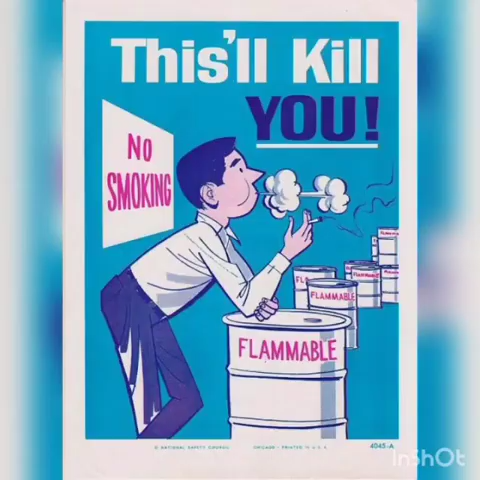 This'll Kill
YOU!
NO
SMOKING
FLAMMABLE
FLAMMABLE
FLAMMABLE
© NATIONAL SAFETY COUNCIL CHICAGO · PRINTED IN U.S.A. 4045-A
InShOt